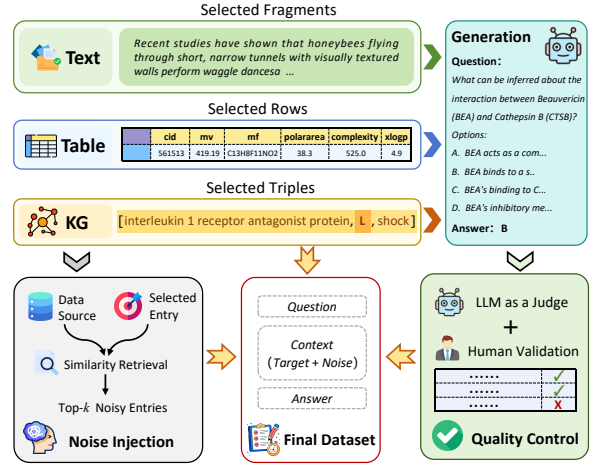 Selected Fragments
Text
Recent studies have shown that honeybees flying
through short, narrow tunnels with visually textured
walls perform waggle dancesa ...
Selected Rows
Table
cid mv mf polararea complexity xlogp
561513 419.19 C13H8F11NO2 38.3 525.0 4.9
Selected Triples
KG
[interleukin 1 receptor antagonist protein, L , shock]
Generation
Question:
What can be inferred about the
interaction between Beauvericin
(BEA) and Cathepsin B (CTSB)?
Options:
A. BEA acts as a com...
B. BEA binds to a s..
C. BEA's binding to C...
D. BEA's inhibitory me...
Answer: B
Data
Source
Selected
Entry
Similarity Retrieval
Top-k Noisy Entries
Noise Injection
Question
Context
(Target + Noise)
Answer
Final Dataset
LLM as a Judge
+
Human Validation
...... ✓
...... ✓
...... X
Quality Control